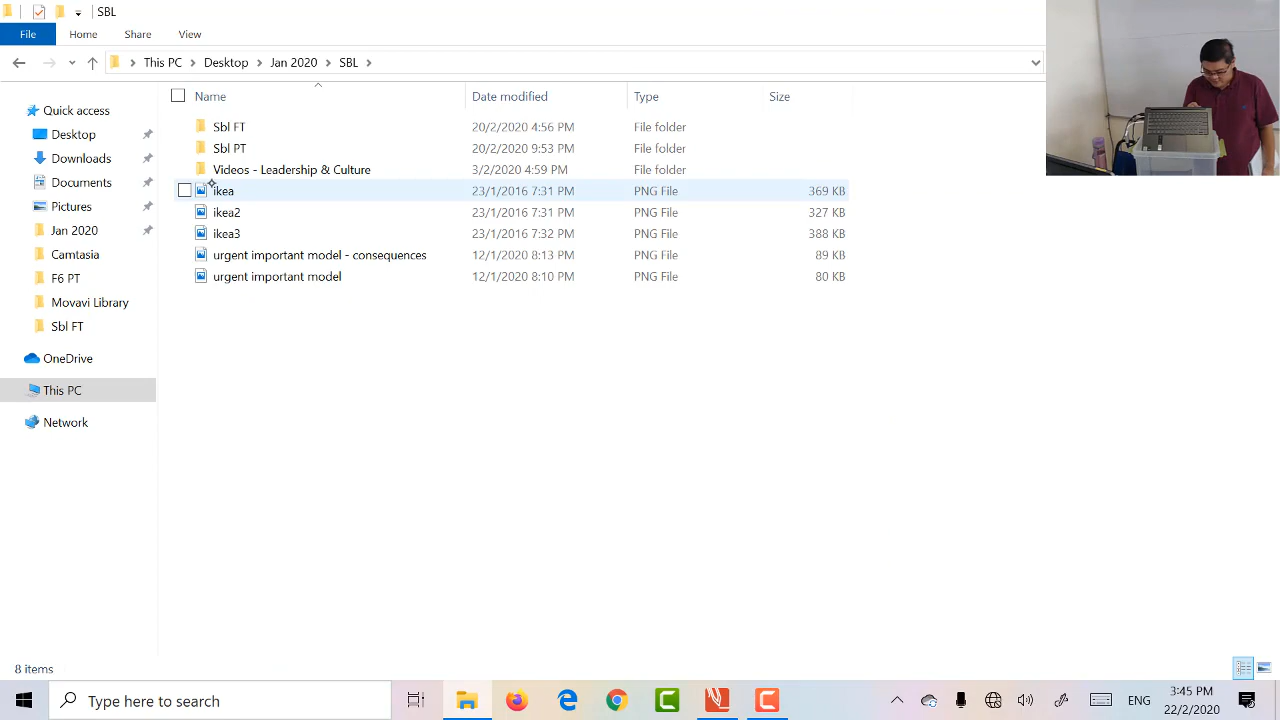 SBL
File Home Share View
This PC Desktop Jan 2020 SBL
Name Date modified Type Size
Sbl FT 20/2/2020 4:56 PM File folder
Sbl PT 20/2/2020 9:53 PM File folder
Videos - Leadership & Culture 3/2/2020 4:59 PM File folder
ikea 23/1/2016 7:31 PM PNG File 369 KB
ikea2 23/1/2016 7:31 PM PNG File 327 KB
ikea3 23/1/2016 7:32 PM PNG File 388 KB
urgent important model - consequences 12/1/2020 8:13 PM PNG File 89 KB
urgent important model 12/1/2020 8:10 PM PNG File 80 KB
Quick access
Desktop
Downloads
Documents
Pictures
Jan 2020
Camtasia
F6 PT
Movavi Library
Sbl FT
OneDrive
This PC
Network
8 items
Type here to search
ENG
3:45 PM
22/2/2020